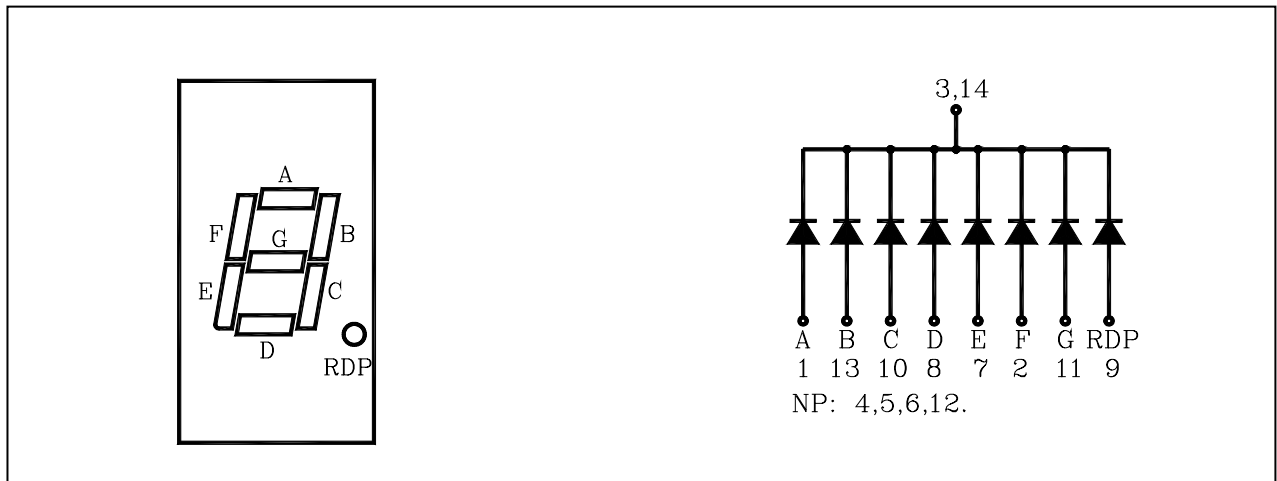 A
F
B
G
E
C
D
RDP
3,14
A B C D E F G RDP
1 13 10 8 7 2 11 9
NP: 4,5,6,12.